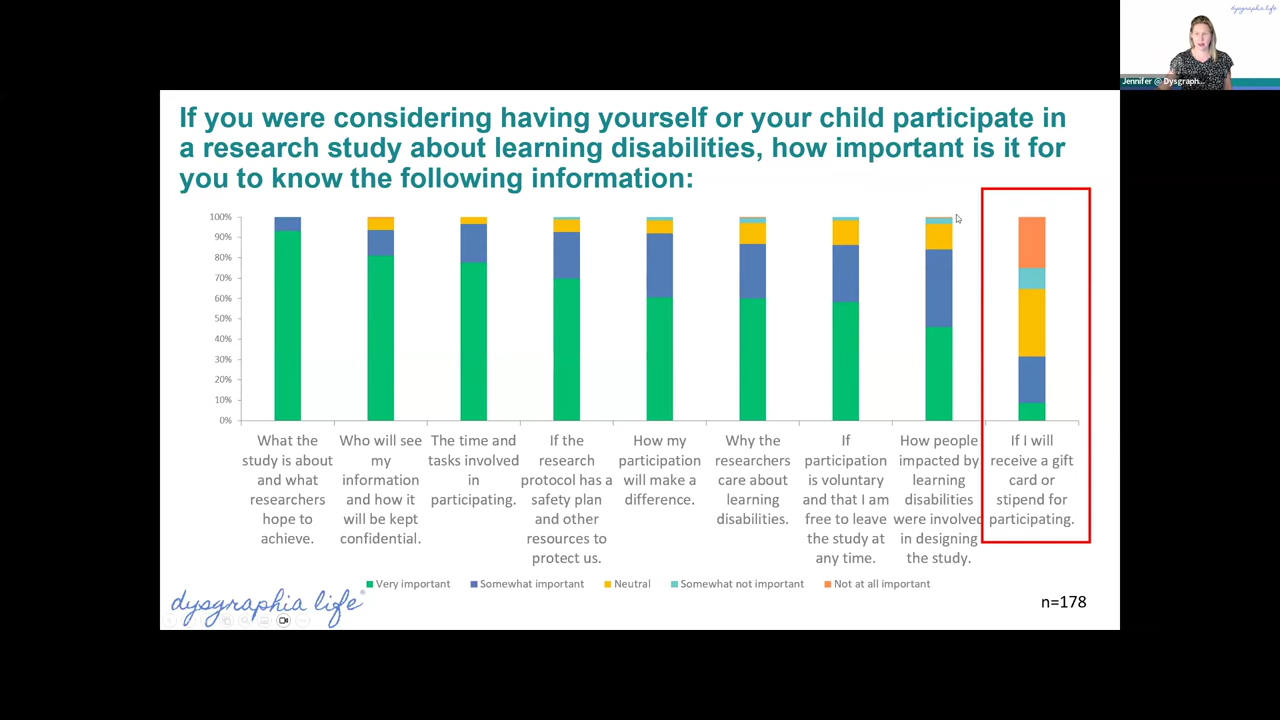 dysgraphia life
Jennifer @ Dysgraph...
If you were considering having yourself or your child participate in
a research study about learning disabilities, how important is it for
you to know the following information:
100%
90%
80%
70%
60%
50%
40%
30%
20%
10%
0%
What the
study is about
and what
researchers
hope to
achieve.
Who will see
my
information
and how it
will be kept
confidential.
The time and
tasks involved
in
participating.
If the
research
protocol has a
safety plan
and other
resources to
protect us.
How my
participation
will make a
difference.
Why the
researchers
care about
learning
disabilities.
If
participation
is voluntary
and that I am
free to leave
the study at
any time.
How people
impacted by
learning
disabilities
were involved
in designing
the study.
If I will
receive a gift
card or
stipend for
participating.
Very important
Somewhat important
Neutral
Somewhat not important
Not at all important
dysgraphia life®
n=178